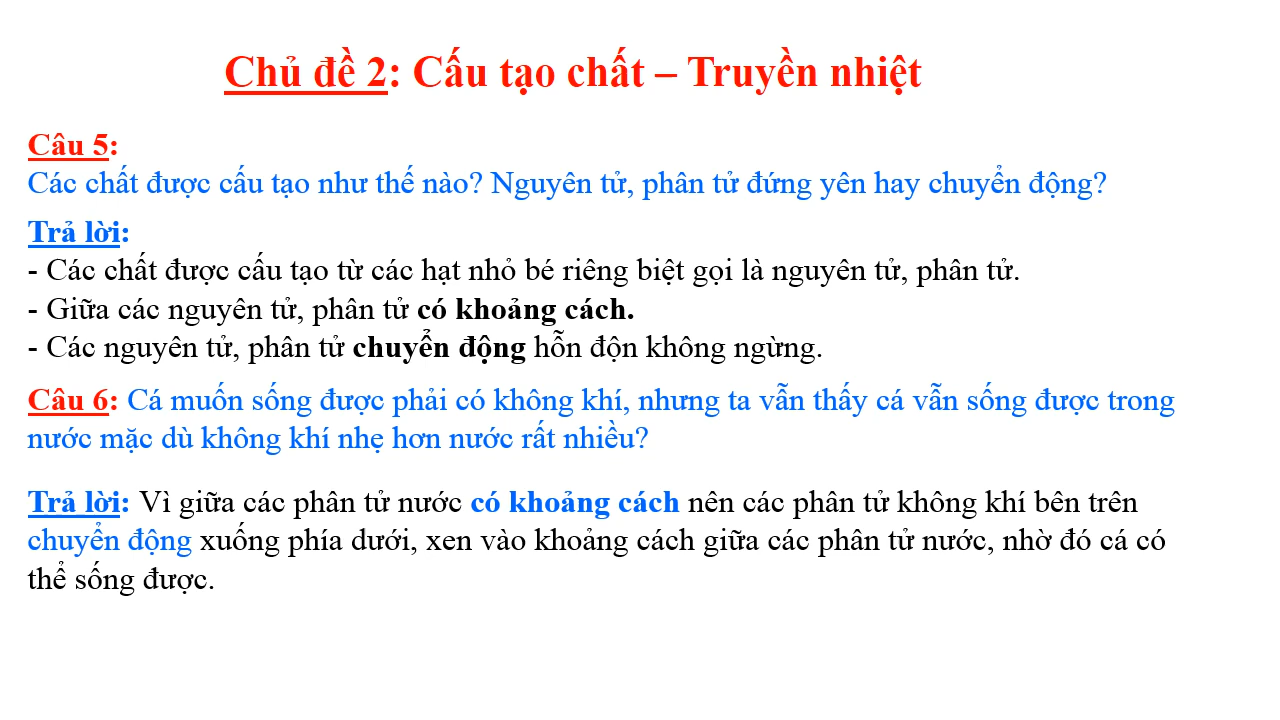 Chủ đề 2: Cấu tạo chất – Truyền nhiệt
Câu 5:
Các chất được cấu tạo như thế nào? Nguyên tử, phân tử đứng yên hay chuyển động?
Trả lời:
- Các chất được cấu tạo từ các hạt nhỏ bé riêng biệt gọi là nguyên tử, phân tử.
- Giữa các nguyên tử, phân tử có khoảng cách.
- Các nguyên tử, phân tử chuyển động hỗn độn không ngừng.
Câu 6: Cá muốn sống được phải có không khí, nhưng ta vẫn thấy cá vẫn sống được trong
nước mặc dù không khí nhẹ hơn nước rất nhiều?
Trả lời: Vì giữa các phân tử nước có khoảng cách nên các phân tử không khí bên trên
chuyển động xuống phía dưới, xen vào khoảng cách giữa các phân tử nước, nhờ đó cá có
thể sống được.